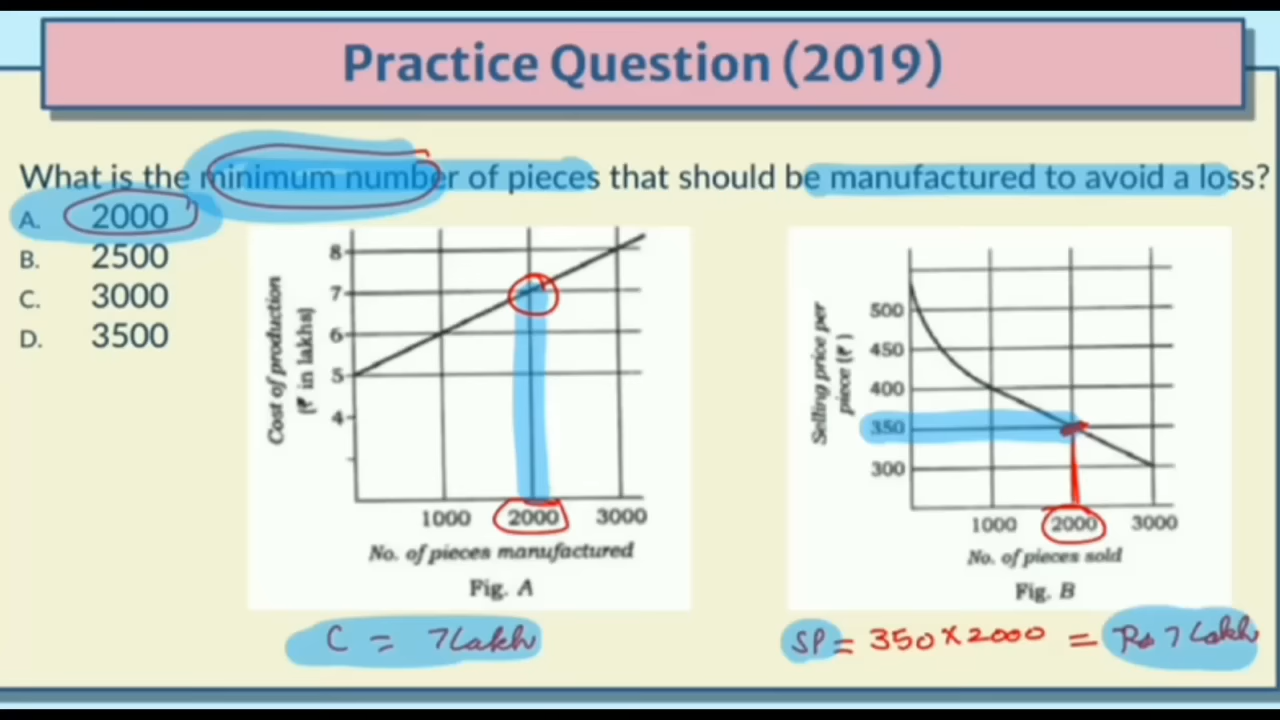 Practice Question (2019)
What is the minimum number of pieces that should be manufactured to avoid a loss?
A. 2000
B. 2500
C. 3000
D. 3500
Cost of production
(₹ in lakhs)
8
7
6
5
4
1000 2000 3000
No. of pieces manufactured
Fig. A
C = 7 Lakh
Selling price per
piece (₹)
500
450
400
350
300
1000 2000 3000
No. of pieces sold
Fig. B
SP = 350 × 2000 = Rs 7 Lakh